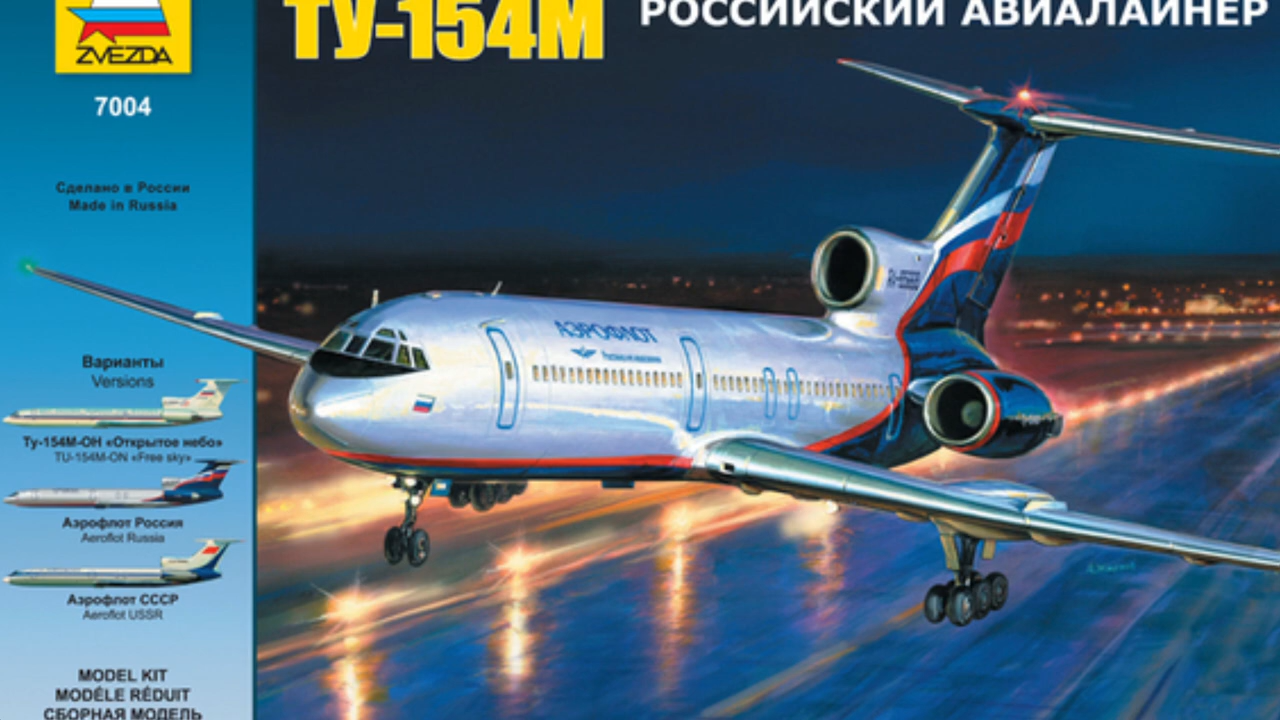 ZVEZDA
7004
Сделано в России
Made in Russia
Варианты
Versions
Ту-154М-ОН «Открытое небо»
TU-154M-ON «Free sky»
Аэрофлот Россия
Aeroflot Russia
Аэрофлот СССР
Aeroflot USSR
MODEL KIT
MODÈLE RÉDUIT
СБОРНАЯ МОДЕЛЬ
ТУ-154М
РОССИЙСКИЙ АВИАЛАЙНЕР
АЭРОФЛОТ